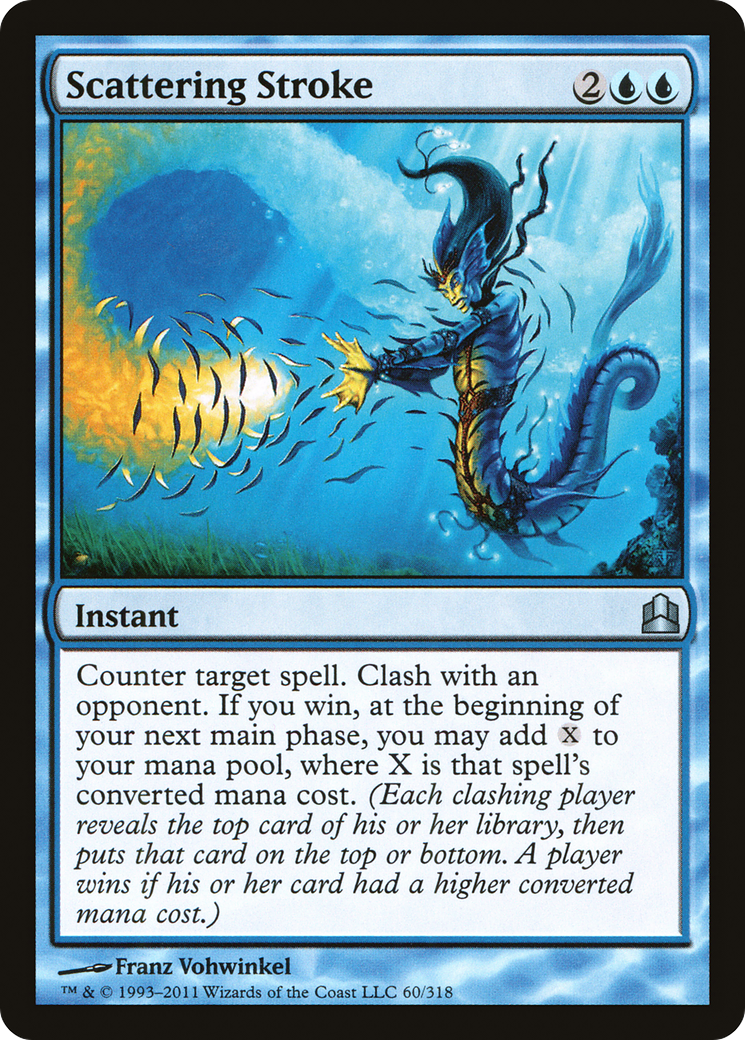 Scattering Stroke 2
Instant
Counter target spell. Clash with an
opponent. If you win, at the beginning of
your next main phase, you may add X to
your mana pool, where X is that spell's
converted mana cost. (Each clashing player
reveals the top card of his or her library, then
puts that card on the top or bottom. A player
wins if his or her card had a higher converted
mana cost.)
Franz Vohwinkel
™ & © 1993–2011 Wizards of the Coast LLC 60/318